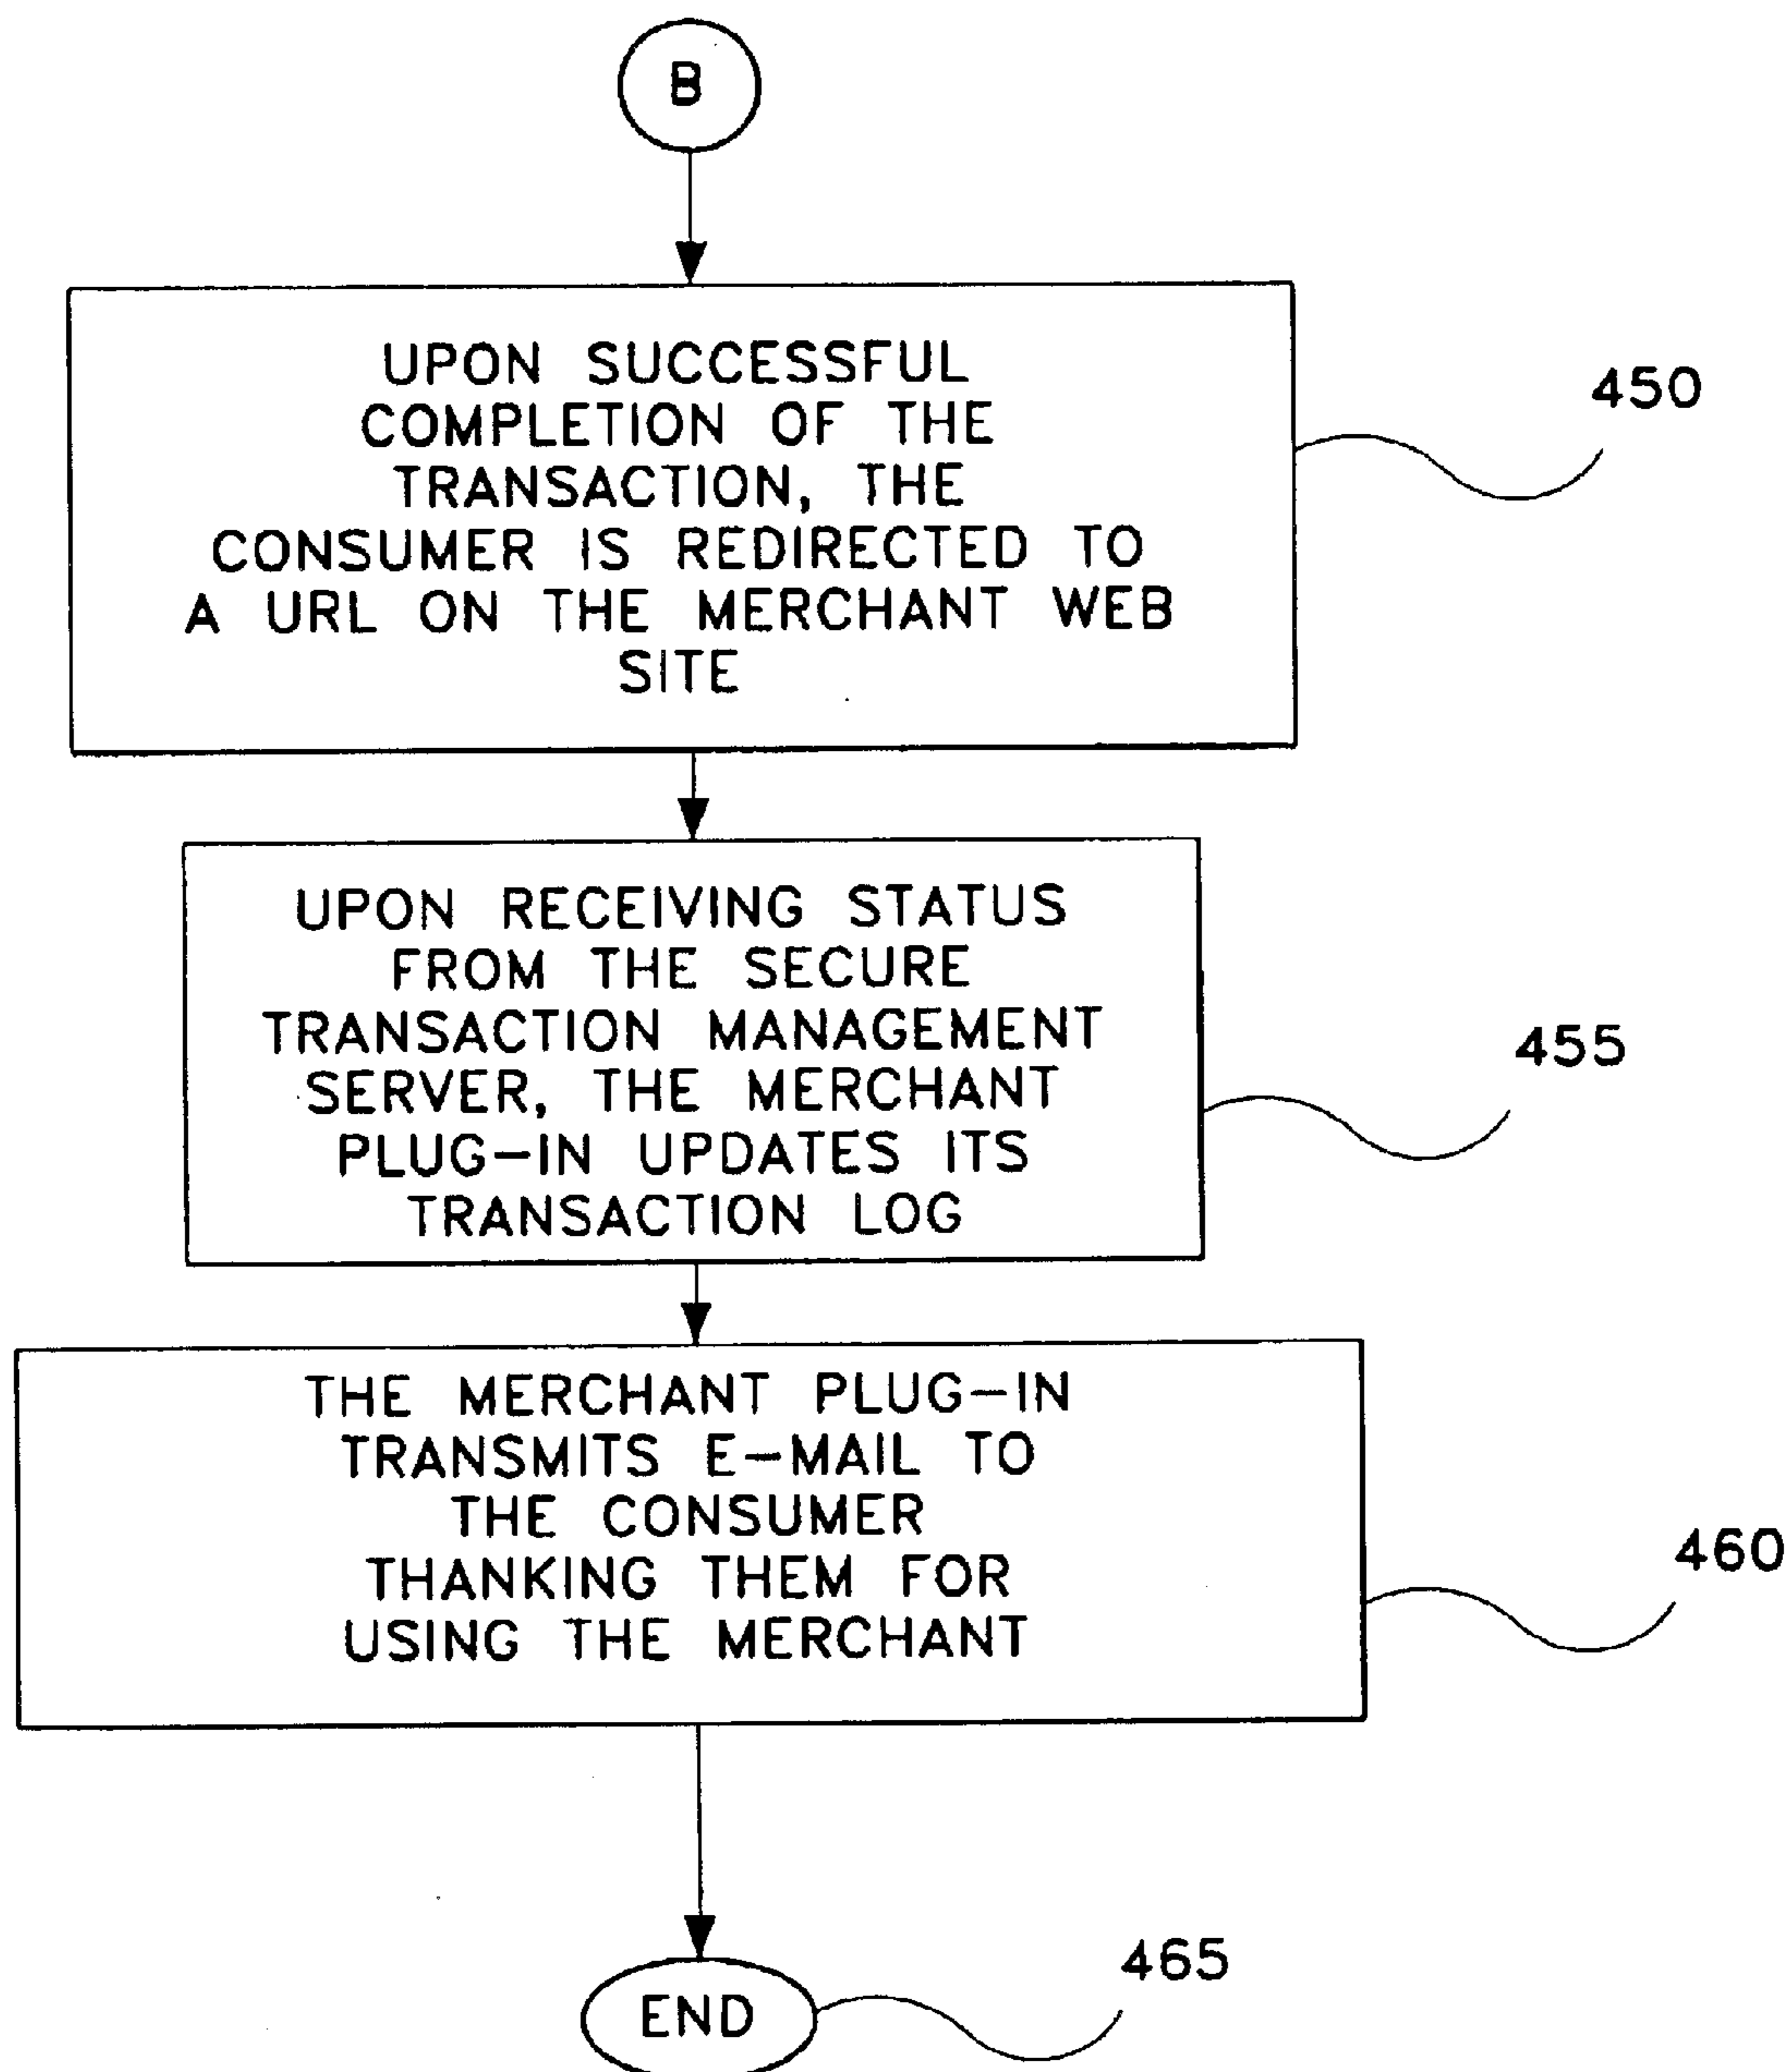 B
UPON SUCCESSFUL
COMPLETION OF THE
TRANSACTION, THE
CONSUMER IS REDIRECTED TO
A URL ON THE MERCHANT WEB
SITE
450
UPON RECEIVING STATUS
FROM THE SECURE
TRANSACTION MANAGEMENT
SERVER, THE MERCHANT
PLUG-IN UPDATES ITS
TRANSACTION LOG
455
THE MERCHANT PLUG-IN
TRANSMITS E-MAIL TO
THE CONSUMER
THANKING THEM FOR
USING THE MERCHANT
460
END
465